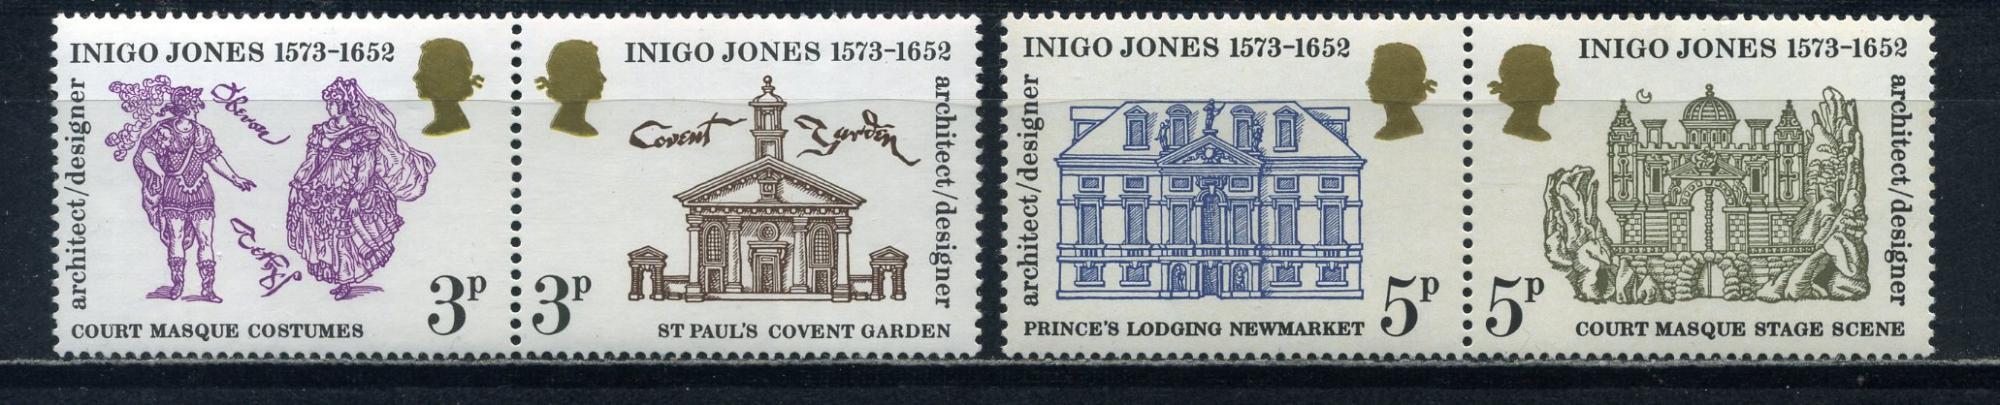 INIGO JONES 1573-1652
architect/designer
Oberon
3p
COURT MASQUE COSTUMES
INIGO JONES 1573-1652
architect/designer
Covent Garden
3p
ST PAUL'S COVENT GARDEN
INIGO JONES 1573-1652
architect/designer
5p
PRINCE'S LODGING NEWMARKET
INIGO JONES 1573-1652
architect/designer
5p
COURT MASQUE STAGE SCENE